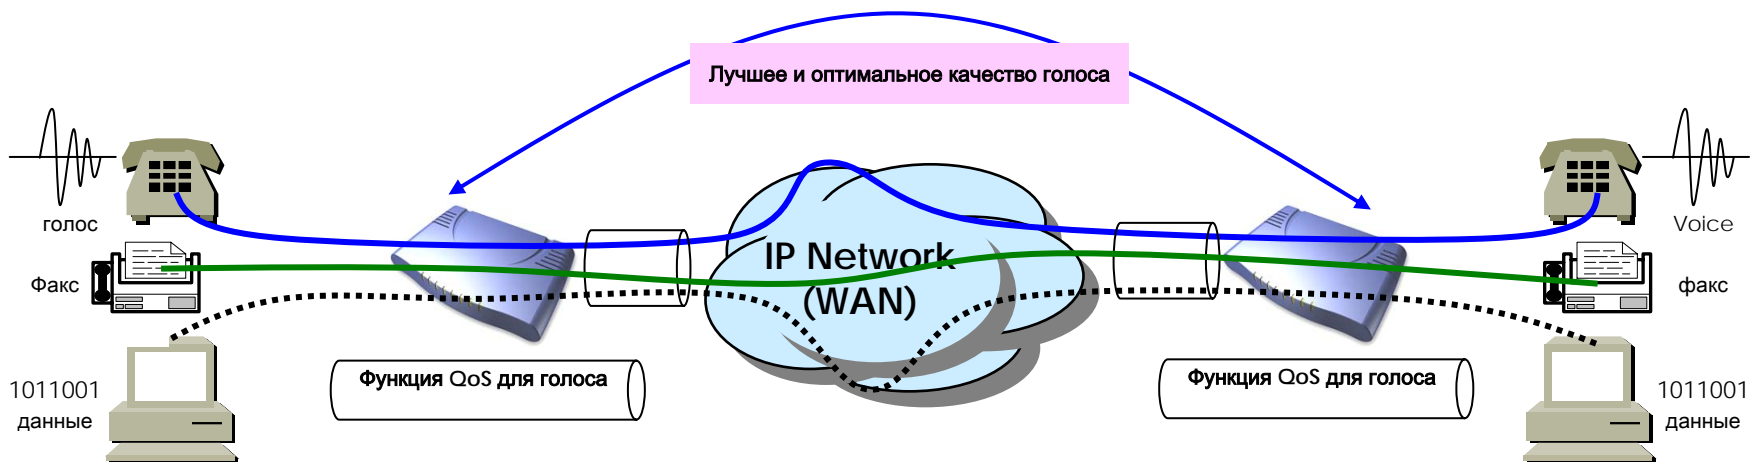 Лучшее и оптимальное качество голоса
голос
Voice
IP Network
(WAN)
Факс
факс
Функция QoS для голоса
Функция QoS для голоса
1011001
данные
1011001
данные